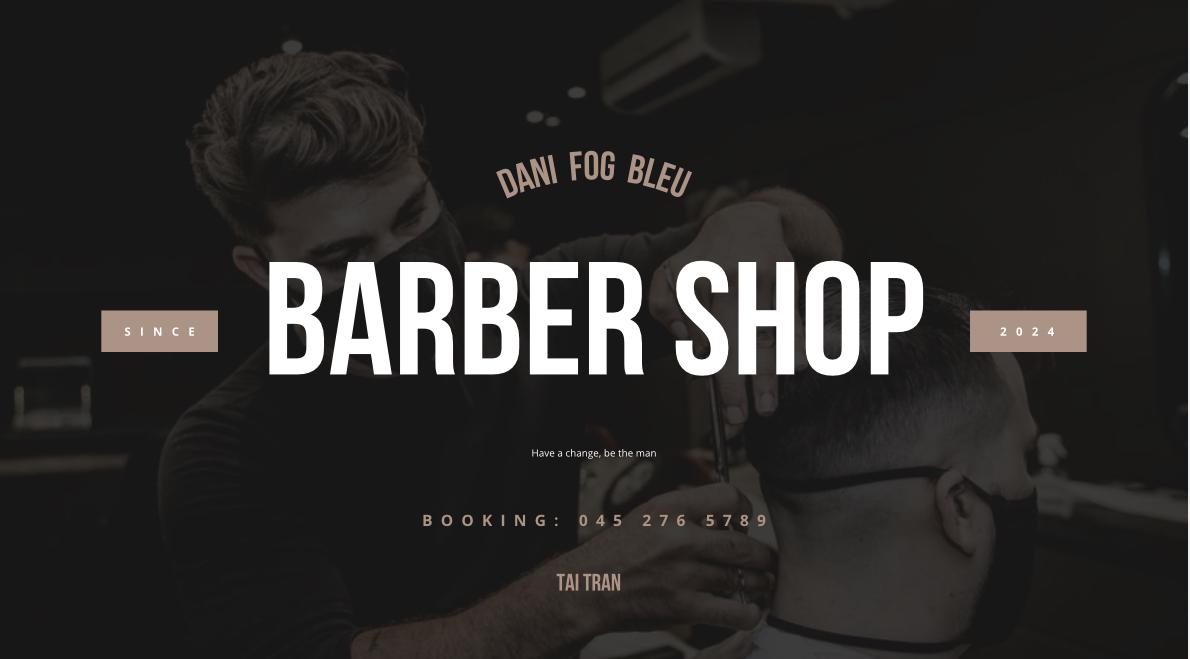 DANI FOG BLEU
BARBER SHOP
SINCE
2024
Have a change, be the man
BOOKING: 045 276 5789
TAI TRAN